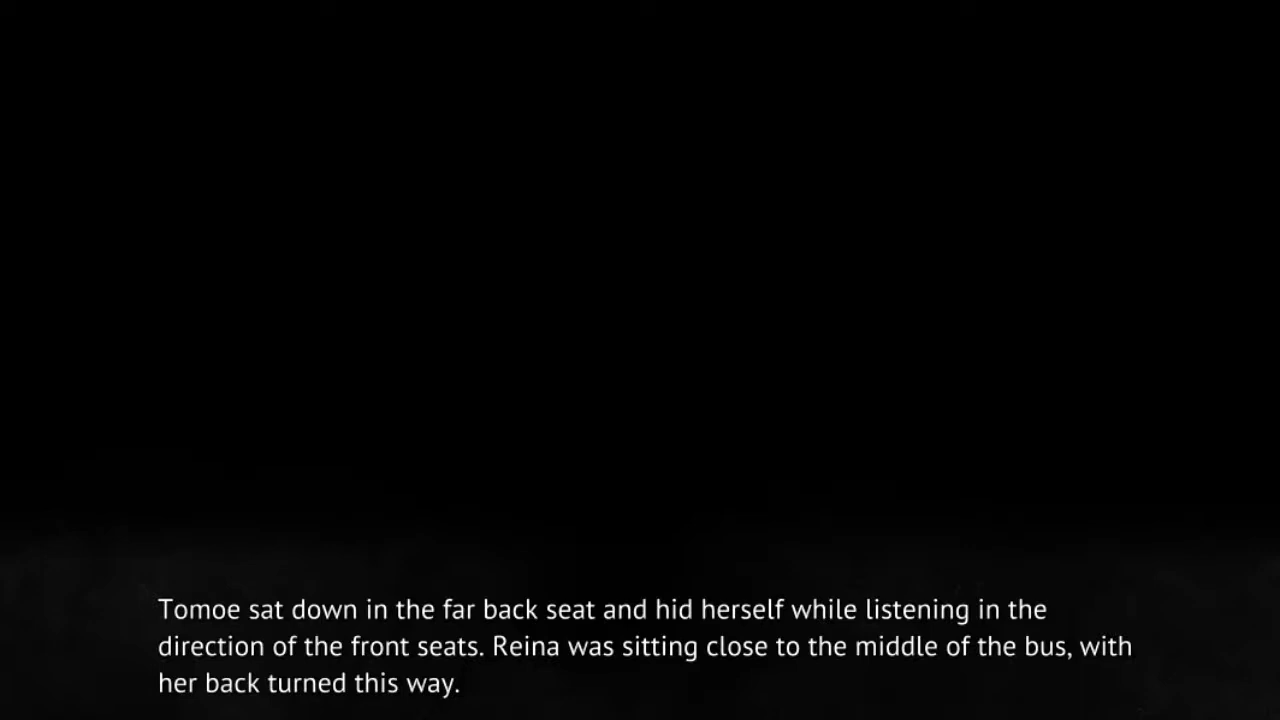 Tomoe sat down in the far back seat and hid herself while listening in the
direction of the front seats. Reina was sitting close to the middle of the bus, with
her back turned this way.